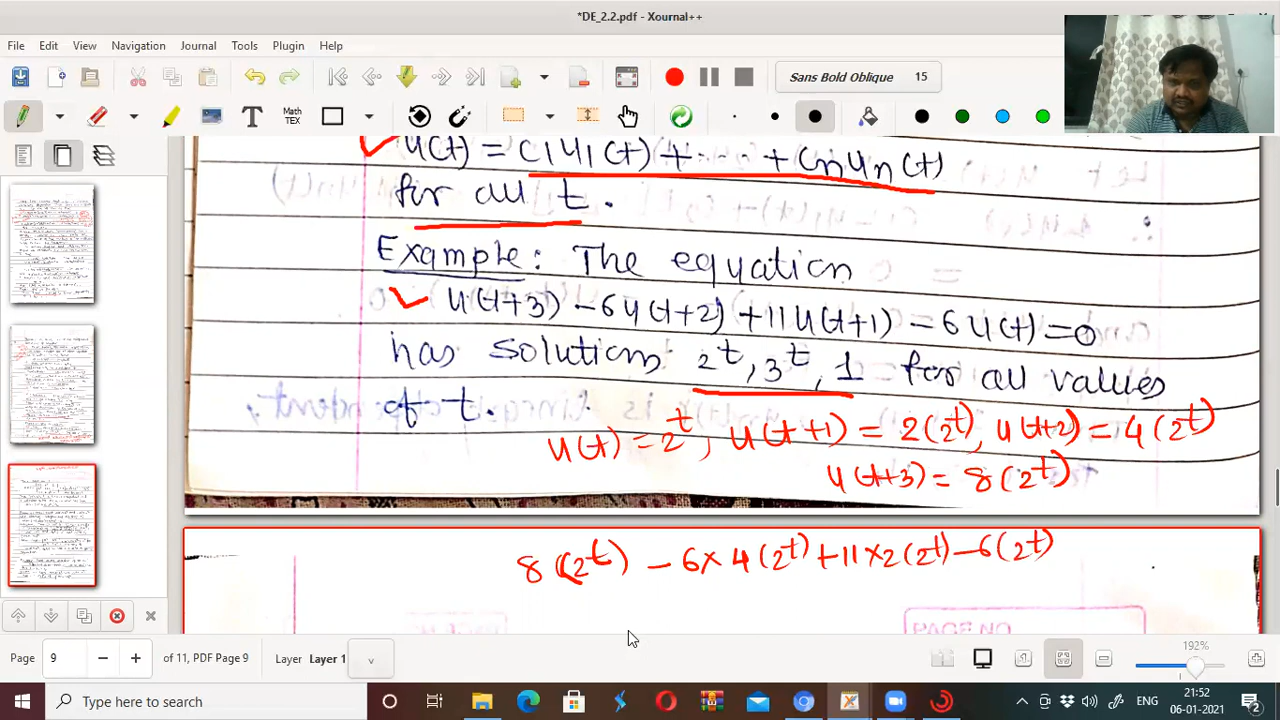 *DE_2.2.pdf - Xournal++
File Edit View Navigation Journal Tools Plugin Help
Sans Bold Oblique 15
Math TEX
u(t) = c1u1(t) + --- + cnun(t)
for all t.
Example: The equation
u(t+3) - 6u(t+2) + 11u(t+1) - 6u(t) = 0
has solutions 2^t, 3^t, 1 for all values
of t.
u(t) = 2^t, u(t+1) = 2(2^t), u(t+2) = 4(2^t)
u(t+3) = 8(2^t)
8(2^t) - 6×4(2^t) + 11×2(2^t) - 6(2^t)
PAGE NO
Page 9 of 11, PDF Page 9 Layer Layer 1
192%
Type here to search
ENG
21:52
06-01-2021
2